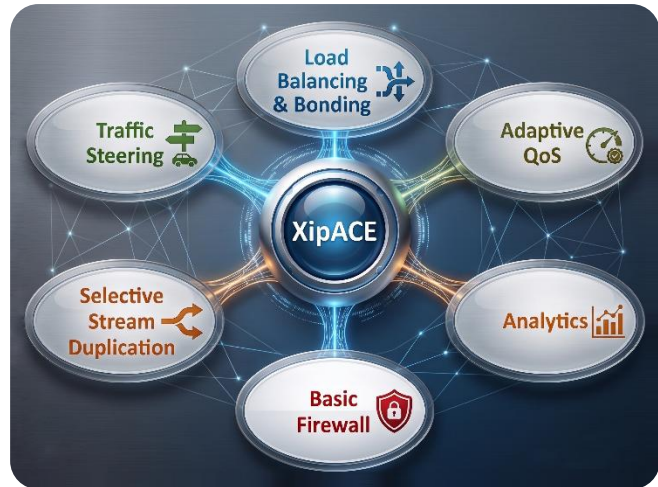 Load
Balancing
& Bonding
Traffic
Steering
Adaptive
QoS
XipACE
Selective
Stream
Duplication
Analytics
Basic
Firewall